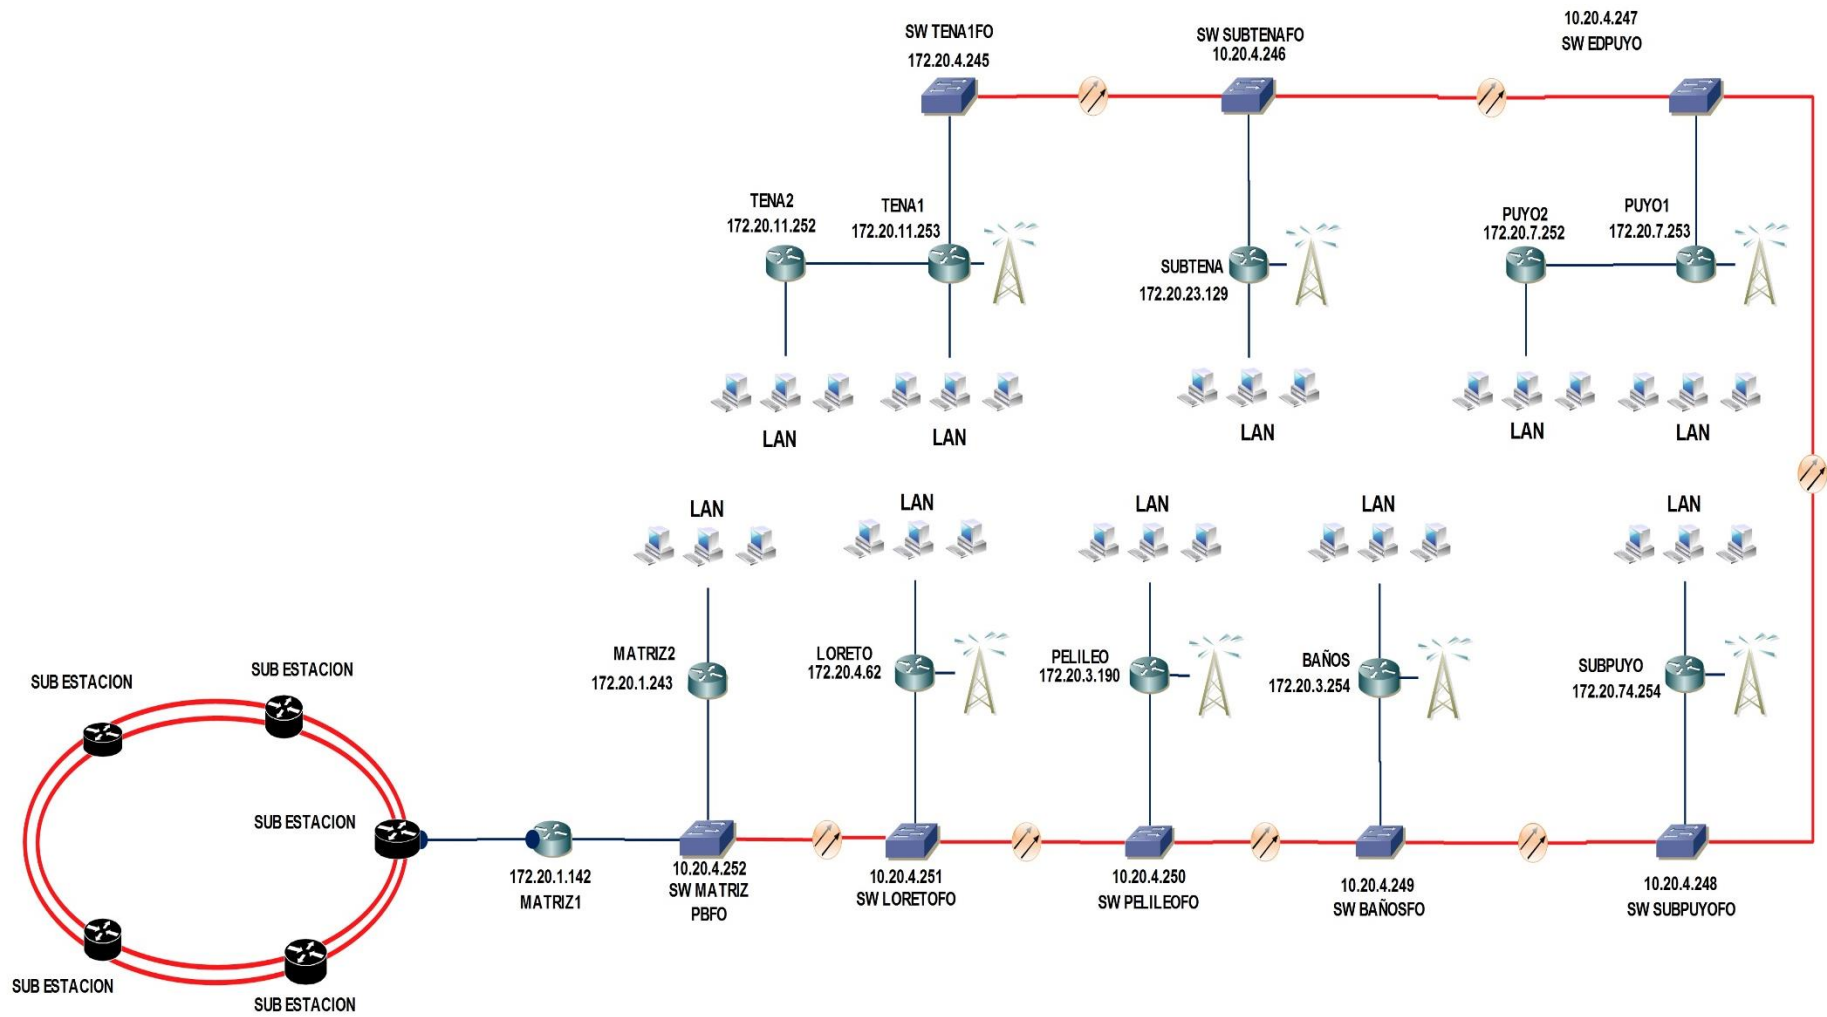 SW TENA1FO
172.20.4.245
SW SUBTENAFO
10.20.4.246
10.20.4.247
SW EDPUYO
TENA2
172.20.11.252
TENA1
172.20.11.253
SUBTENA
172.20.23.129
PUYO2
172.20.7.252
PUYO1
172.20.7.253
LAN
LAN
LAN
LAN
LAN
LAN
LAN
LAN
LAN
LAN
MATRIZ2
172.20.1.243
LORETO
172.20.4.62
PELILEO
172.20.3.190
BAÑOS
172.20.3.254
SUBPUYO
172.20.74.254
SUB ESTACION
SUB ESTACION
SUB ESTACION
SUB ESTACION
SUB ESTACION
172.20.1.142
MATRIZ1
10.20.4.252
SW MATRIZ
PBFO
10.20.4.251
SW LORETOFO
10.20.4.250
SW PELILEOFO
10.20.4.249
SW BAÑOSFO
10.20.4.248
SW SUBPUYOFO